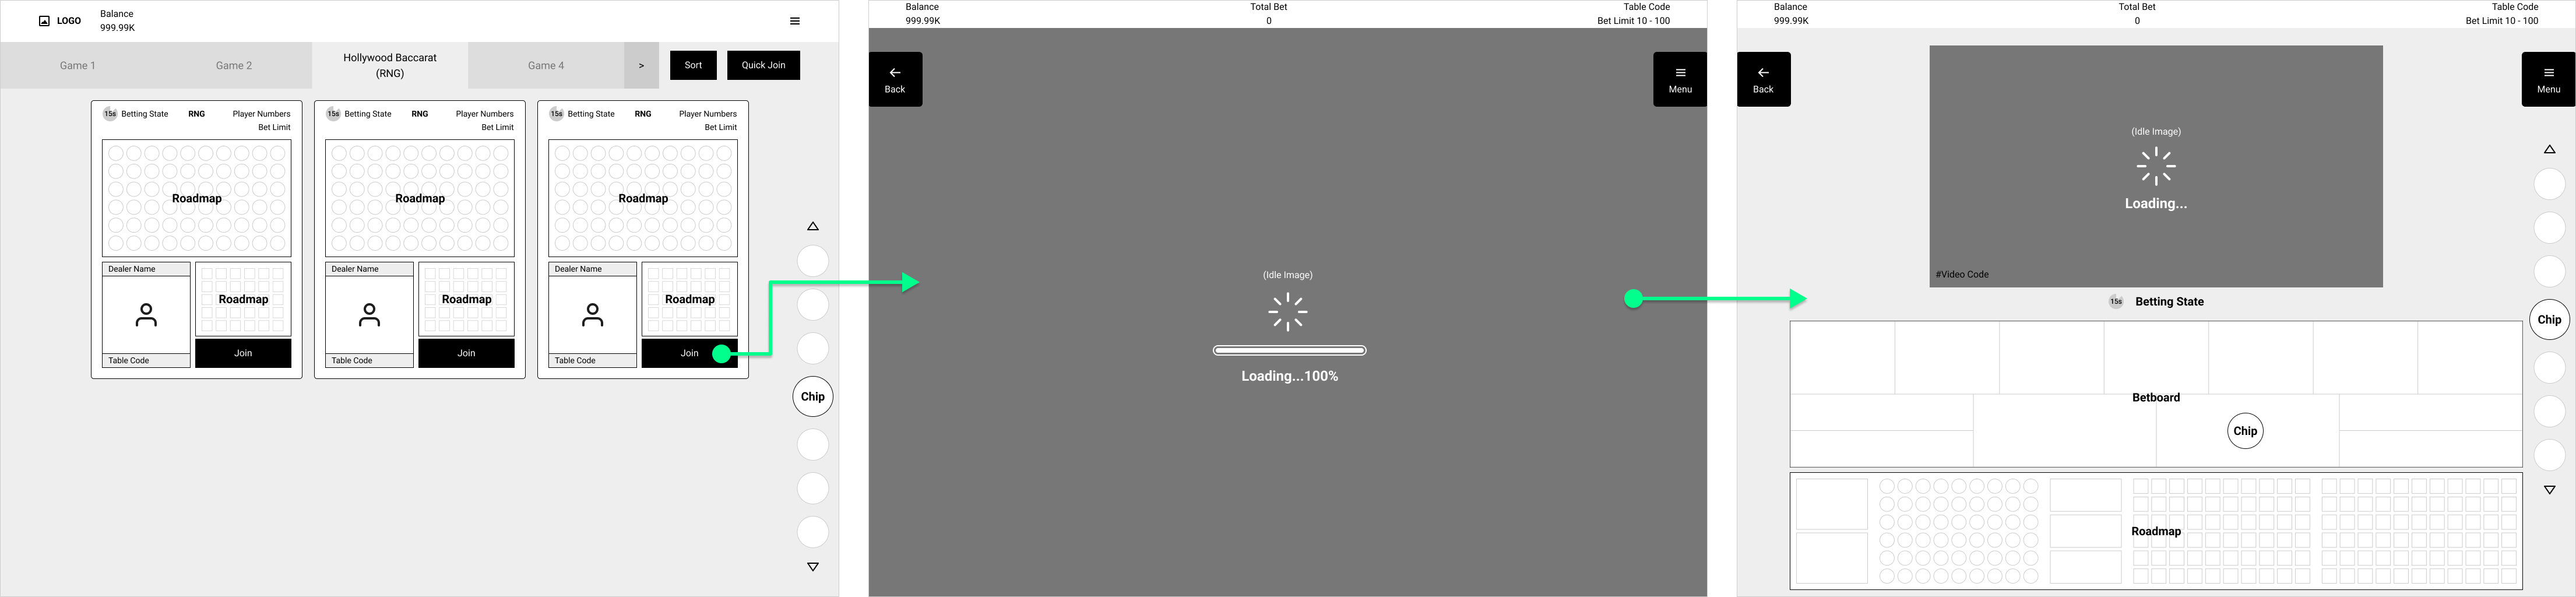 LOGO
Balance
999.99K
Game 1
Game 2
Hollywood Baccarat
(RNG)
Game 4
>
Sort
Quick Join
15s Betting State RNG Player Numbers
Bet Limit
Roadmap
Dealer Name
Roadmap
Table Code
Join
15s Betting State RNG Player Numbers
Bet Limit
Roadmap
Dealer Name
Roadmap
Table Code
Join
15s Betting State RNG Player Numbers
Bet Limit
Roadmap
Dealer Name
Roadmap
Table Code
Join
Chip
Balance
999.99K
Total Bet
0
Table Code
Bet Limit 10 - 100
Back
Menu
(Idle Image)
Loading...100%
Balance
999.99K
Total Bet
0
Table Code
Bet Limit 10 - 100
Back
Menu
(Idle Image)
Loading...
#Video Code
15s Betting State
Chip
Betboard
Chip
Roadmap